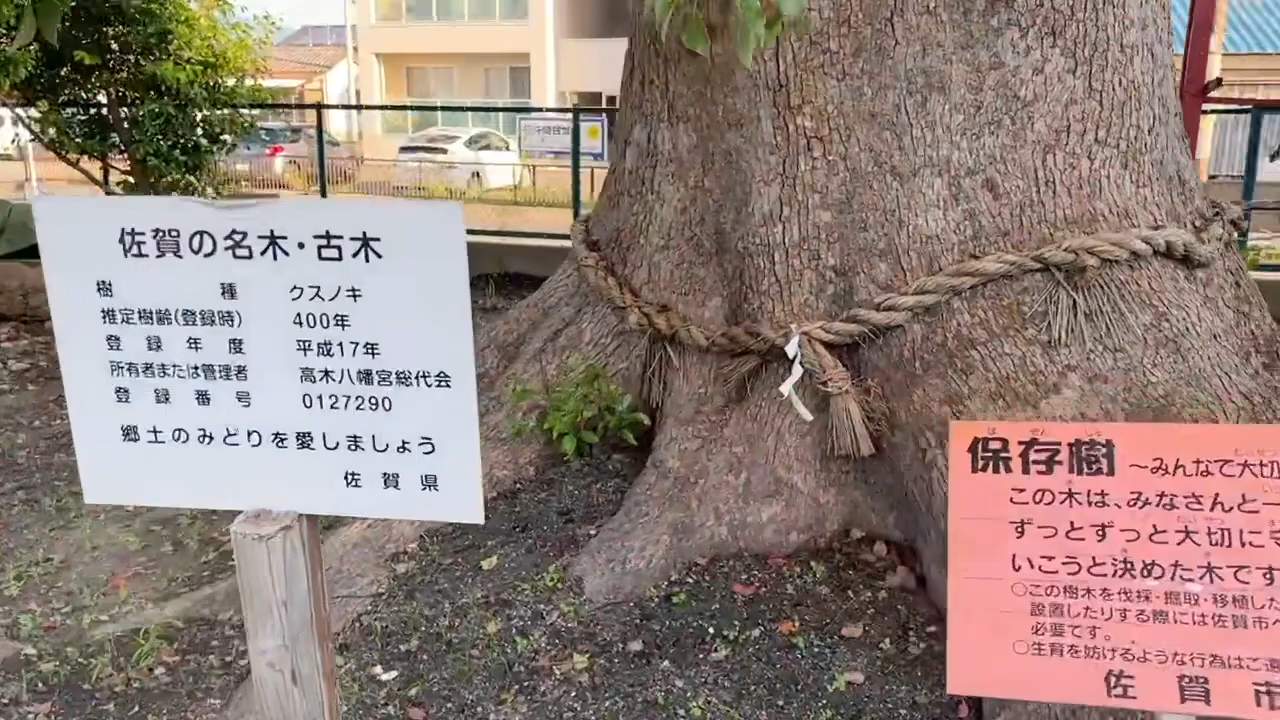 佐賀の名木・古木
樹種 クスノキ
推定樹齢(登録時) 400年
登録年度 平成17年
所有者または管理者 高木八幡宮総代会
登録番号 0127290
郷土のみどりを愛しましょう
佐賀県
保存樹 ~みんなで大切
この木は、みなさんと一
ずっとずっと大切に
いこうと決めた木です
○この樹木を伐採・掘取・移植した
設置したりする際には佐賀市へ
必要です。
○生育を妨げるような行為はご遠
佐賀市